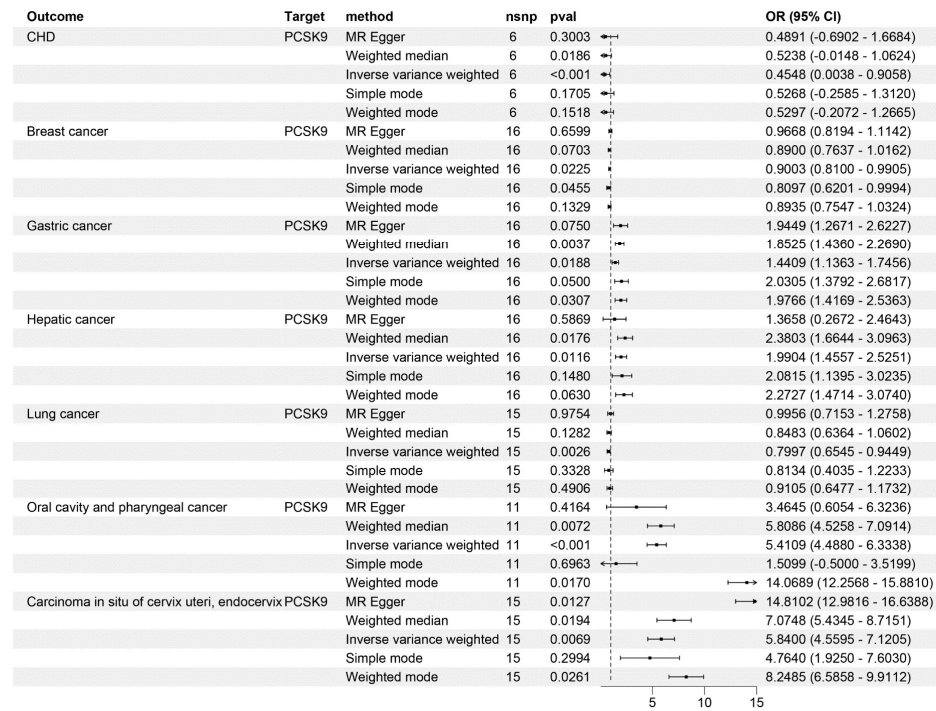 Outcome Target method nsnp pval OR (95% CI)
CHD PCSK9 MR Egger 6 0.3003 0.4891 (-0.6902 - 1.6684)
Weighted median 6 0.0186 0.5238 (-0.0148 - 1.0624)
Inverse variance weighted 6 <0.001 0.4548 (0.0038 - 0.9058)
Simple mode 6 0.1705 0.5268 (-0.2585 - 1.3120)
Weighted mode 6 0.1518 0.5297 (-0.2072 - 1.2665)
Breast cancer PCSK9 MR Egger 16 0.6599 0.9668 (0.8194 - 1.1142)
Weighted median 16 0.0703 0.8900 (0.7637 - 1.0162)
Inverse variance weighted 16 0.0225 0.9003 (0.8100 - 0.9905)
Simple mode 16 0.0455 0.8097 (0.6201 - 0.9994)
Weighted mode 16 0.1329 0.8935 (0.7547 - 1.0324)
Gastric cancer PCSK9 MR Egger 16 0.0750 1.9449 (1.2671 - 2.6227)
Weighted median 16 0.0037 1.8525 (1.4360 - 2.2690)
Inverse variance weighted 16 0.0188 1.4409 (1.1363 - 1.7456)
Simple mode 16 0.0500 2.0305 (1.3792 - 2.6817)
Weighted mode 16 0.0307 1.9766 (1.4169 - 2.5363)
Hepatic cancer PCSK9 MR Egger 16 0.5869 1.3658 (0.2672 - 2.4643)
Weighted median 16 0.0176 2.3803 (1.6644 - 3.0963)
Inverse variance weighted 16 0.0116 1.9904 (1.4557 - 2.5251)
Simple mode 16 0.1480 2.0815 (1.1395 - 3.0235)
Weighted mode 16 0.0630 2.2727 (1.4714 - 3.0740)
Lung cancer PCSK9 MR Egger 15 0.9754 0.9956 (0.7153 - 1.2758)
Weighted median 15 0.1282 0.8483 (0.6364 - 1.0602)
Inverse variance weighted 15 0.0026 0.7997 (0.6545 - 0.9449)
Simple mode 15 0.3328 0.8134 (0.4035 - 1.2233)
Weighted mode 15 0.4906 0.9105 (0.6477 - 1.1732)
Oral cavity and pharyngeal cancer PCSK9 MR Egger 11 0.4164 3.4645 (0.6054 - 6.3236)
Weighted median 11 0.0072 5.8086 (4.5258 - 7.0914)
Inverse variance weighted 11 <0.001 5.4109 (4.4880 - 6.3338)
Simple mode 11 0.6963 1.5099 (-0.5000 - 3.5199)
Weighted mode 11 0.0170 14.0689 (12.2568 - 15.8810)
Carcinoma in situ of cervix uteri, endocervix PCSK9 MR Egger 15 0.0127 14.8102 (12.9816 - 16.6388)
Weighted median 15 0.0194 7.0748 (5.4345 - 8.7151)
Inverse variance weighted 15 0.0069 5.8400 (4.5595 - 7.1205)
Simple mode 15 0.2994 4.7640 (1.9250 - 7.6030)
Weighted mode 15 0.0261 8.2485 (6.5858 - 9.9112)
5 10 15